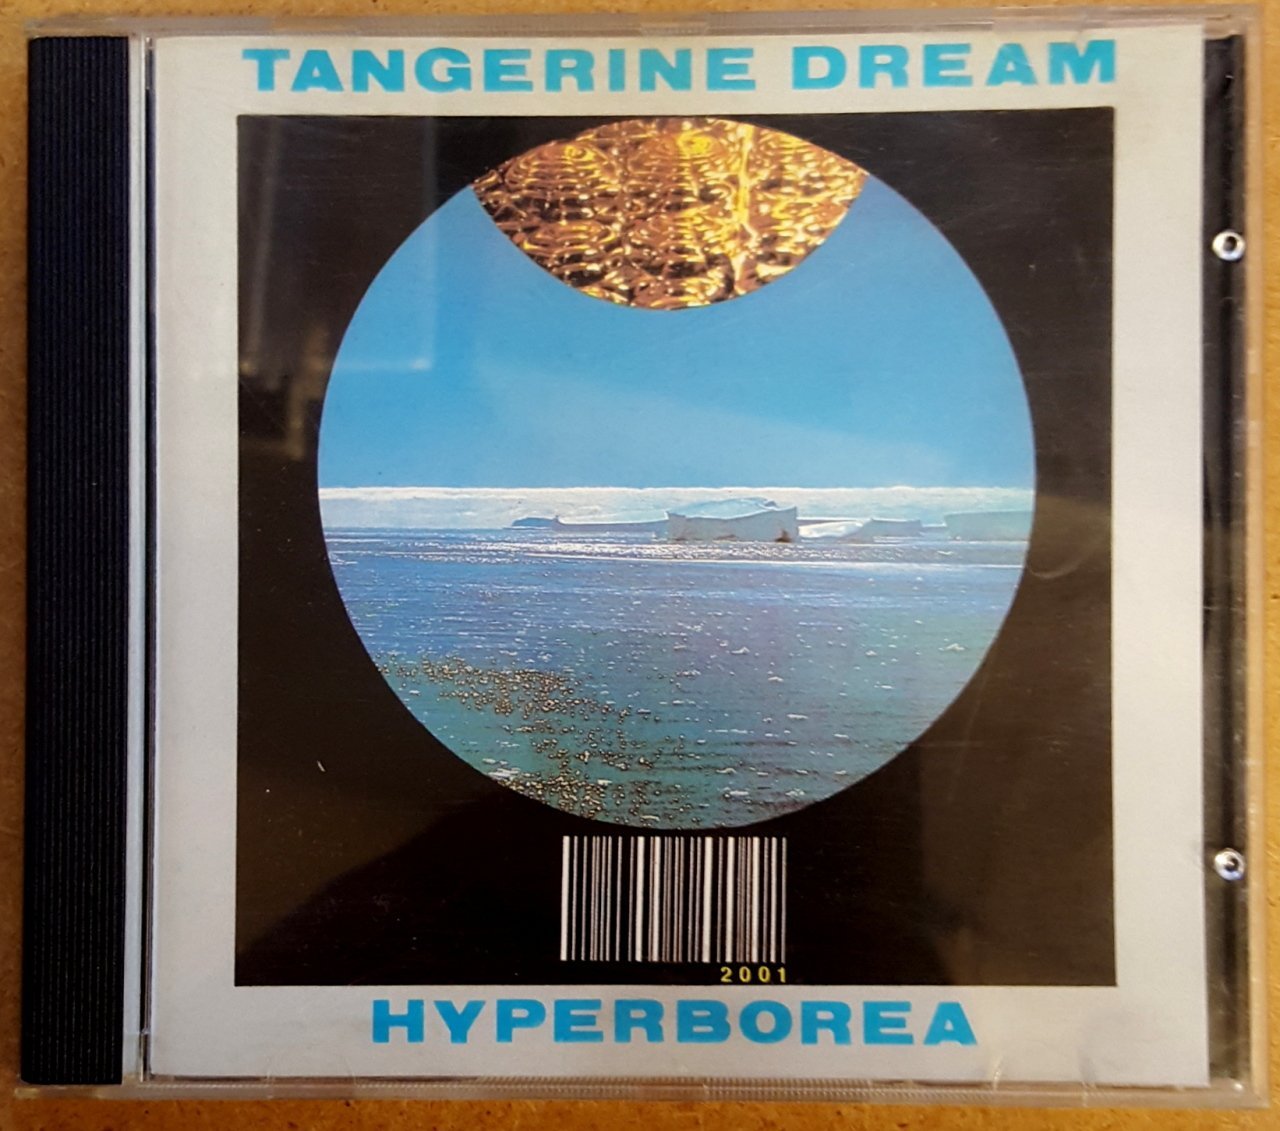 TANGERINE DREAM
2001
HYPERBOREA